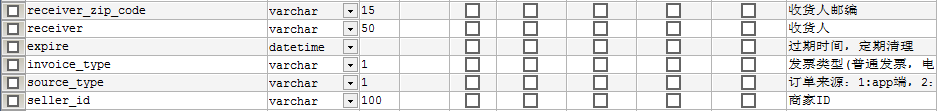 receiver_zip_code varchar 15 收货人邮编
receiver varchar 50 收货人
expire datetime 过期时间，定期清理
invoice_type varchar 1 发票类型(普通发票，电
source_type varchar 1 订单来源：1:app端，2：
seller_id varchar 100 商家ID